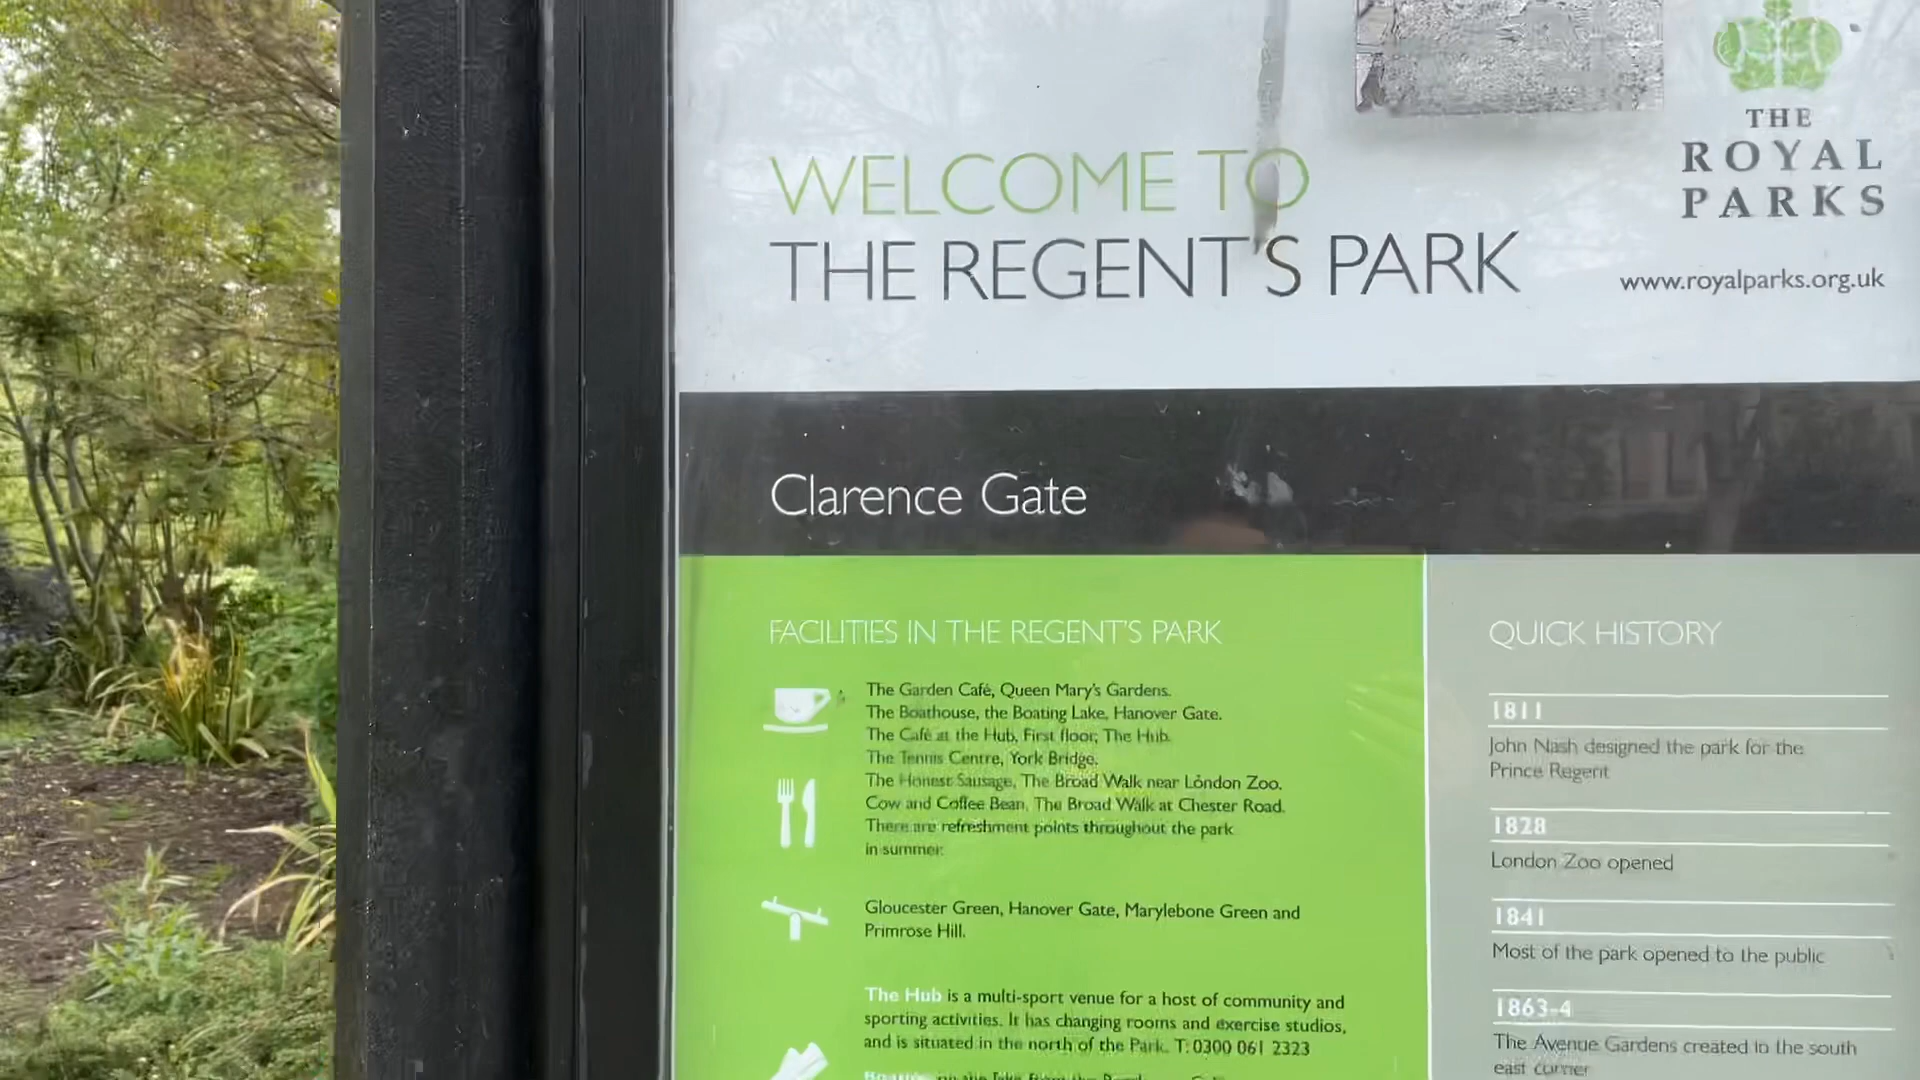 THE
ROYAL
PARKS
WELCOME TO
THE REGENT'S PARK
www.royalparks.org.uk
Clarence Gate
FACILITIES IN THE REGENT'S PARK
The Garden Café, Queen Mary's Gardens.
The Boathouse, the Boating Lake, Hanover Gate.
The Café at the Hub, First floor, The Hub.
The Tennis Centre, York Bridge.
The Honest Sausage, The Broad Walk near London Zoo.
Cow and Coffee Bean, The Broad Walk at Chester Road.
There are refreshment points throughout the park
in summer.
Gloucester Green, Hanover Gate, Marylebone Green and
Primrose Hill.
The Hub is a multi-sport venue for a host of community and
sporting activities. It has changing rooms and exercise studios,
and is situated in the north of the Park. T: 0300 061 2323
QUICK HISTORY
1811
John Nash designed the park for the
Prince Regent
1828
London Zoo opened
1841
Most of the park opened to the public
1863-4
The Avenue Gardens created in the south
east corner